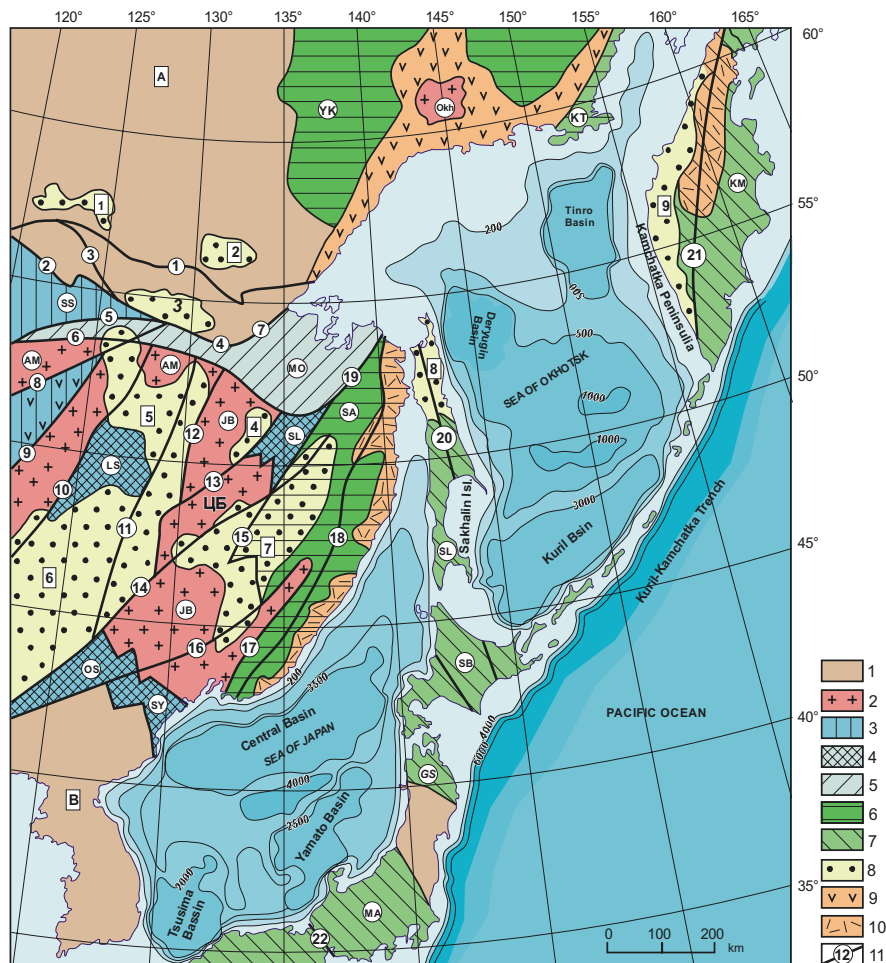 120° 125° 130° 135° 140° 145° 150° 155° 160° 165°
60°
A
YK
Okh
KT
KM
55°
1
9
Tinro
Basin
200
2
3
1
2
3
21
Kamchatka Peninsulia
500
SS
5
7
4
6
Deryugin
Basin
500
SEA OF OKHOTSK
50°
AM
AM
MO
19
8
8
1000
5
12
JB
4
SA
SL
20
1000
9
LS
13
ЦБ
10
3000
Sakhalin Isl.
11
15
7
18
Kuril Bsin
Kuril-Kamchatka Trench
45°
SL
6
14
JB
16
17
SB
OS
SY
200
3500
Central Basin
SEA OF JAPAN
4000
6000
PACIFIC OCEAN
40°
4000
GS
B
2500
Yamato Basin
2000
Tsusima
Bassin
MA
22
35°
0 100 200
km
1
2
3
4
5
6
7
8
9
10
12 11